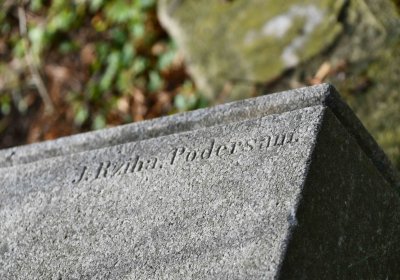 J. Rziha, Podersam.